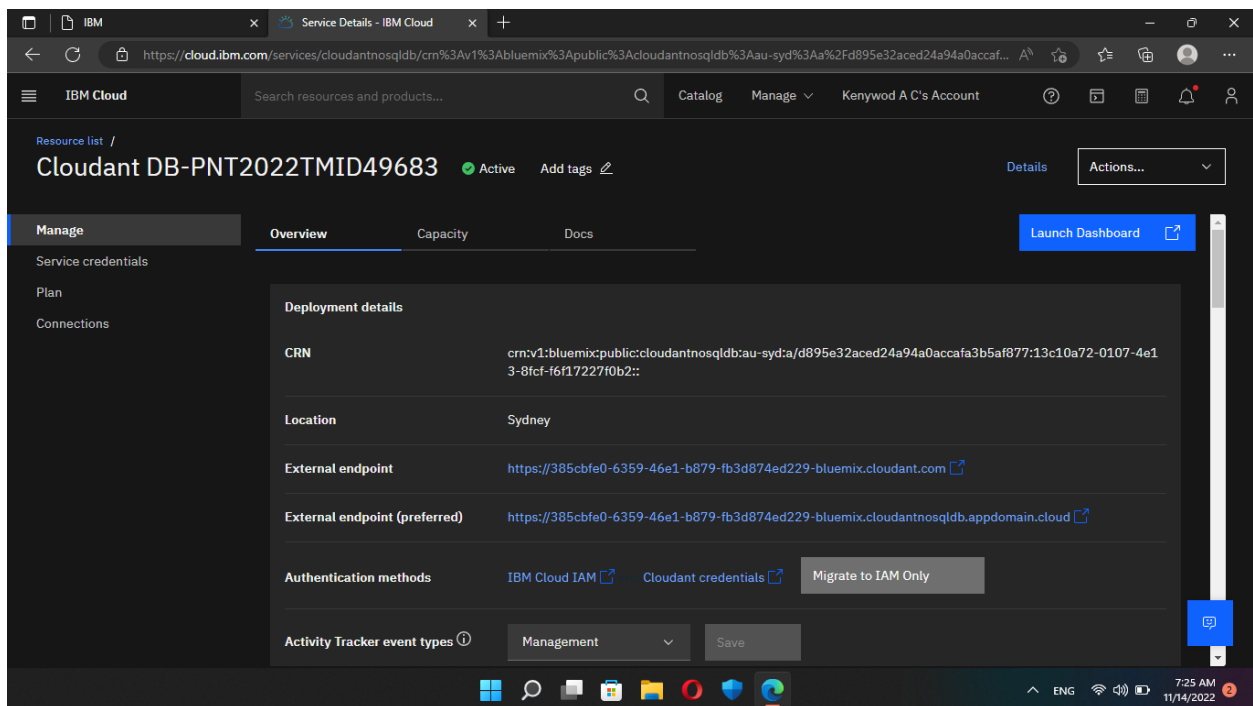 IBM
Service Details - IBM Cloud
https://cloud.ibm.com/services/cloudantnosqldb/crn%3Av1%3Abluemix%3Apublic%3Acloudantnosqldb%3Aau-syd%3Aa%2Fd895e32aced24a94a0accaf...
IBM Cloud
Search resources and products...
Catalog
Manage
Kenywod A C's Account
Resource list /
Cloudant DB-PNT2022TMID49683
Active
Add tags
Details
Actions...
Manage
Service credentials
Plan
Connections
Overview
Capacity
Docs
Launch Dashboard
Deployment details
CRN
crn:v1:bluemix:public:cloudantnosqldb:au-syd:a/d895e32aced24a94a0accafa3b5af877:13c10a72-0107-4e1
3-8fcf-f6f17227f0b2::
Location
Sydney
External endpoint
https://385cbfe0-6359-46e1-b879-fb3d874ed229-bluemix.cloudant.com
External endpoint (preferred)
https://385cbfe0-6359-46e1-b879-fb3d874ed229-bluemix.cloudantnosqldb.appdomain.cloud
Authentication methods
IBM Cloud IAM
Cloudant credentials
Migrate to IAM Only
Activity Tracker event types
Management
Save
ENG
7:25 AM
11/14/2022
2